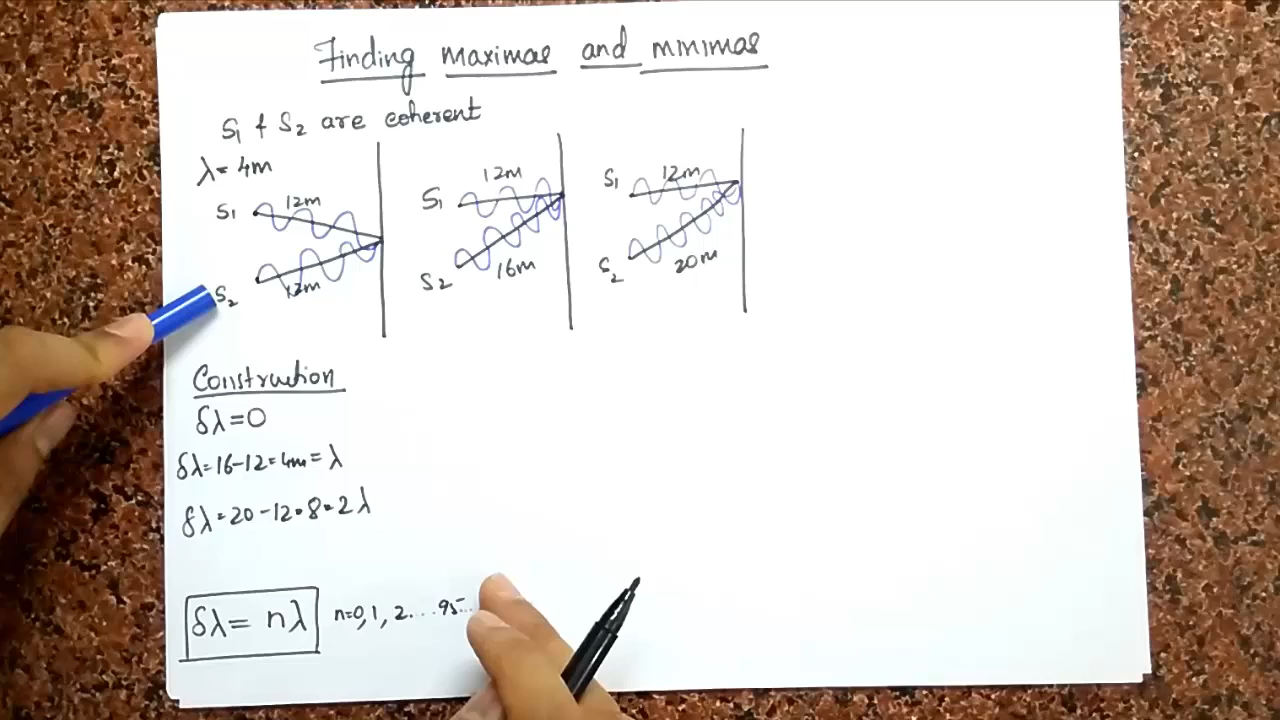 Finding maximas and minimas
S1 & S2 are coherent
λ = 4m
S1 12m
S2 12m
S1 12m
S2 16m
S1 12m
S2 20m
Construction
δλ=0
δλ=16-12=4m=λ
δλ=20-12=8=2λ
δλ= nλ n=0,1,2...95...